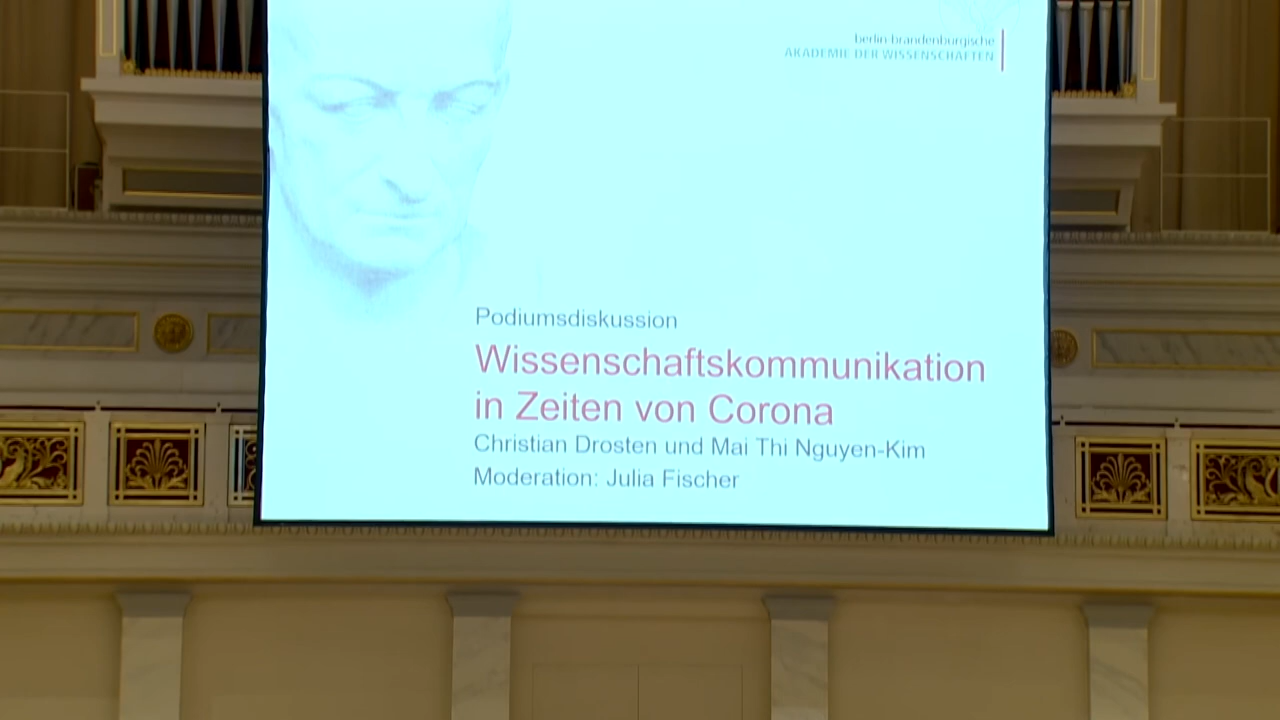 berlin-brandenburgische
AKADEMIE DER WISSENSCHAFTEN
Podiumsdiskussion
Wissenschaftskommunikation
in Zeiten von Corona
Christian Drosten und Mai Thi Nguyen-Kim
Moderation: Julia Fischer